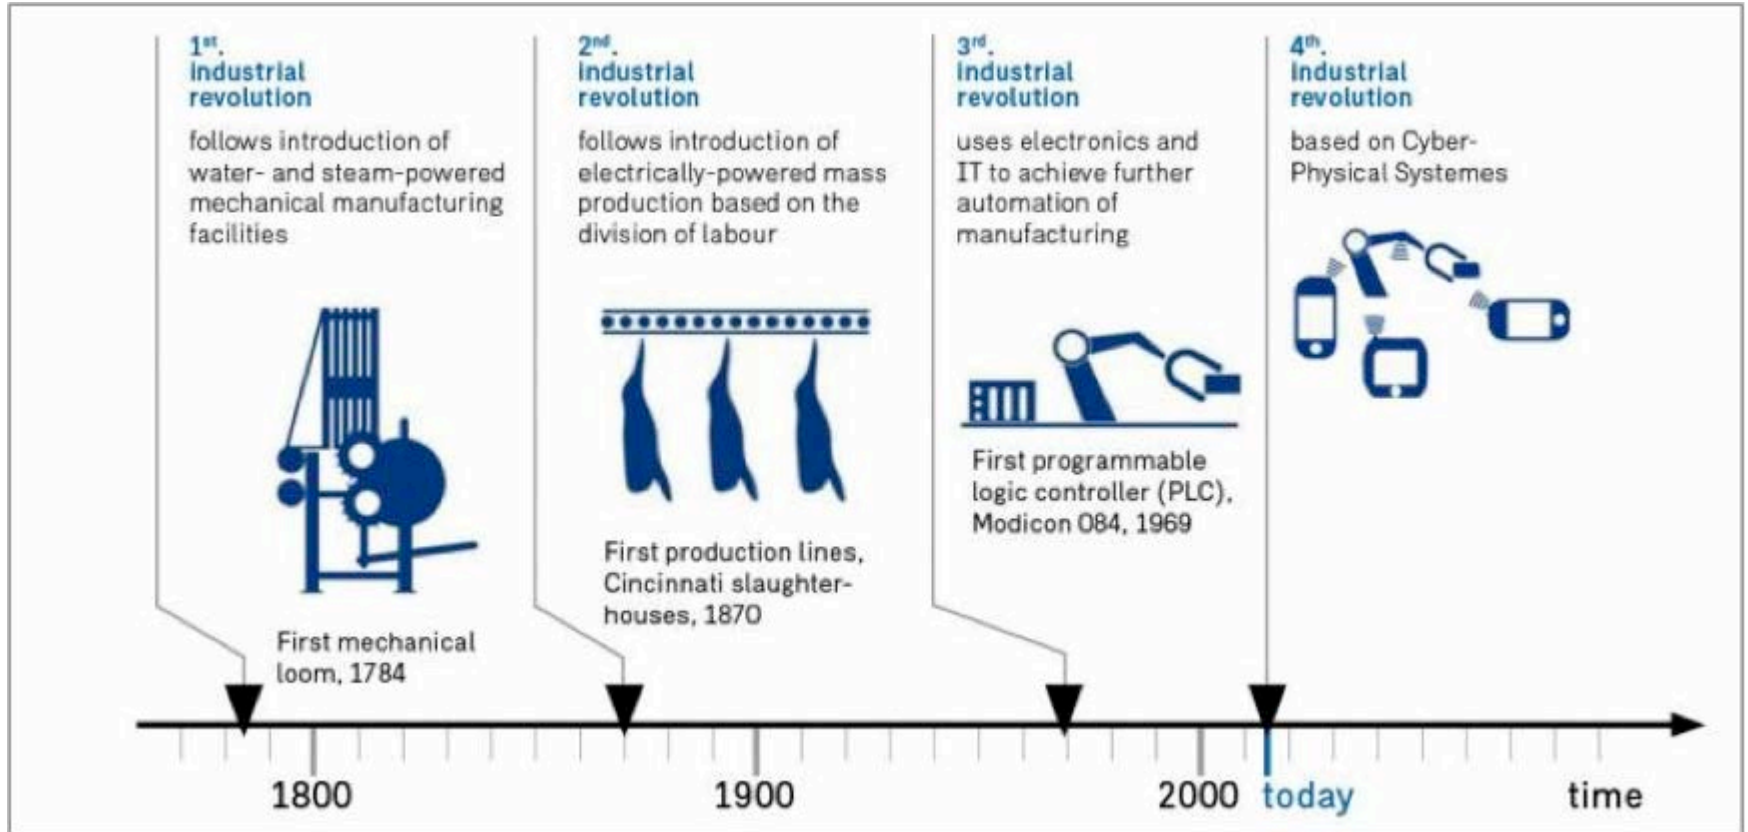 1st.
industrial
revolution
follows introduction of
water- and steam-powered
mechanical manufacturing
facilities
First mechanical
loom, 1784
2nd.
industrial
revolution
follows introduction of
electrically-powered mass
production based on the
division of labour
First production lines,
Cincinnati slaughter-
houses, 1870
3rd.
industrial
revolution
uses electronics and
IT to achieve further
automation of
manufacturing
First programmable
logic controller (PLC),
Modicon 084, 1969
4th.
industrial
revolution
based on Cyber-
Physical Systemes
1800 1900 2000 today time